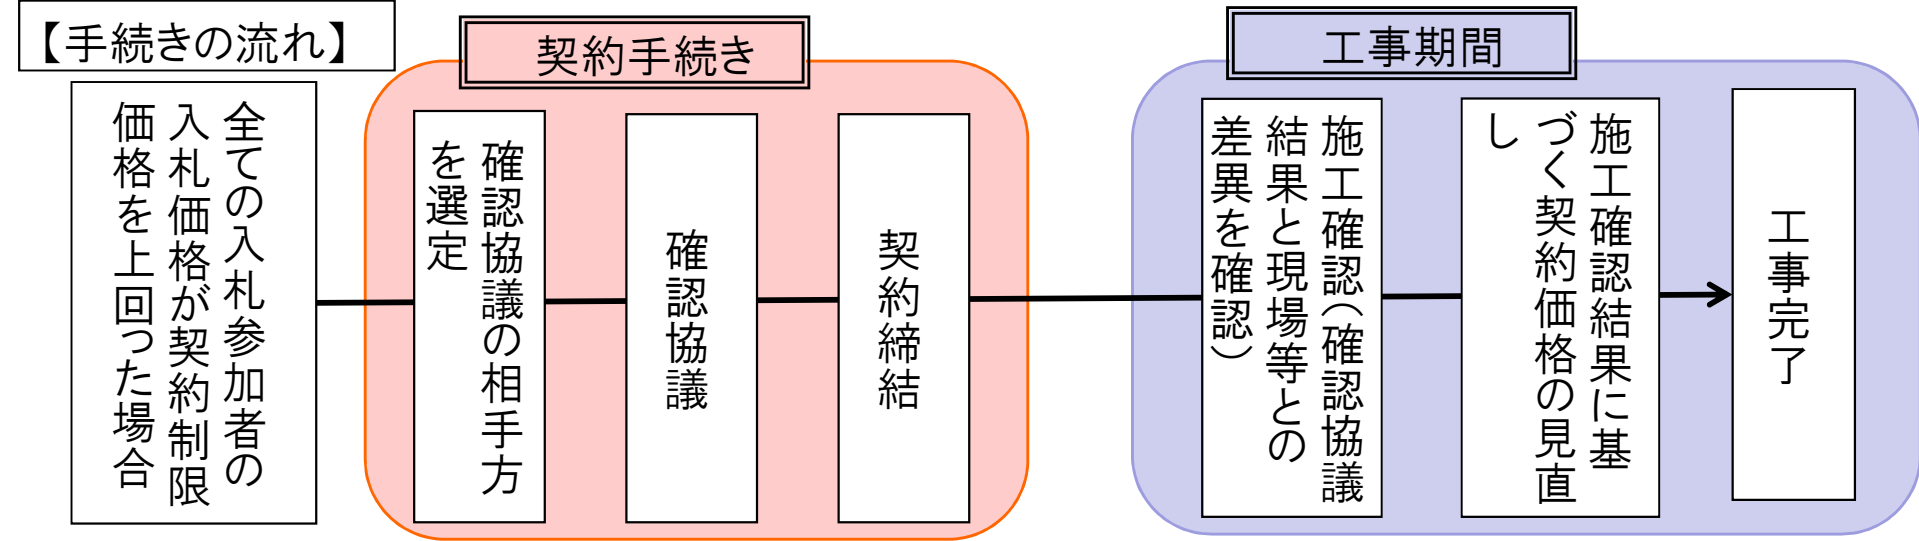 【手続きの流れ】
契約手続き
工事期間
全ての入札参加者の
入札価格が契約制限
価格を上回った場合
確認協議の相手方
を選定
確認協議
契約締結
施工確認(確認協議
結果と現場等との
差異を確認)
施工確認結果に基
づく契約価格の見直
し
工事完了